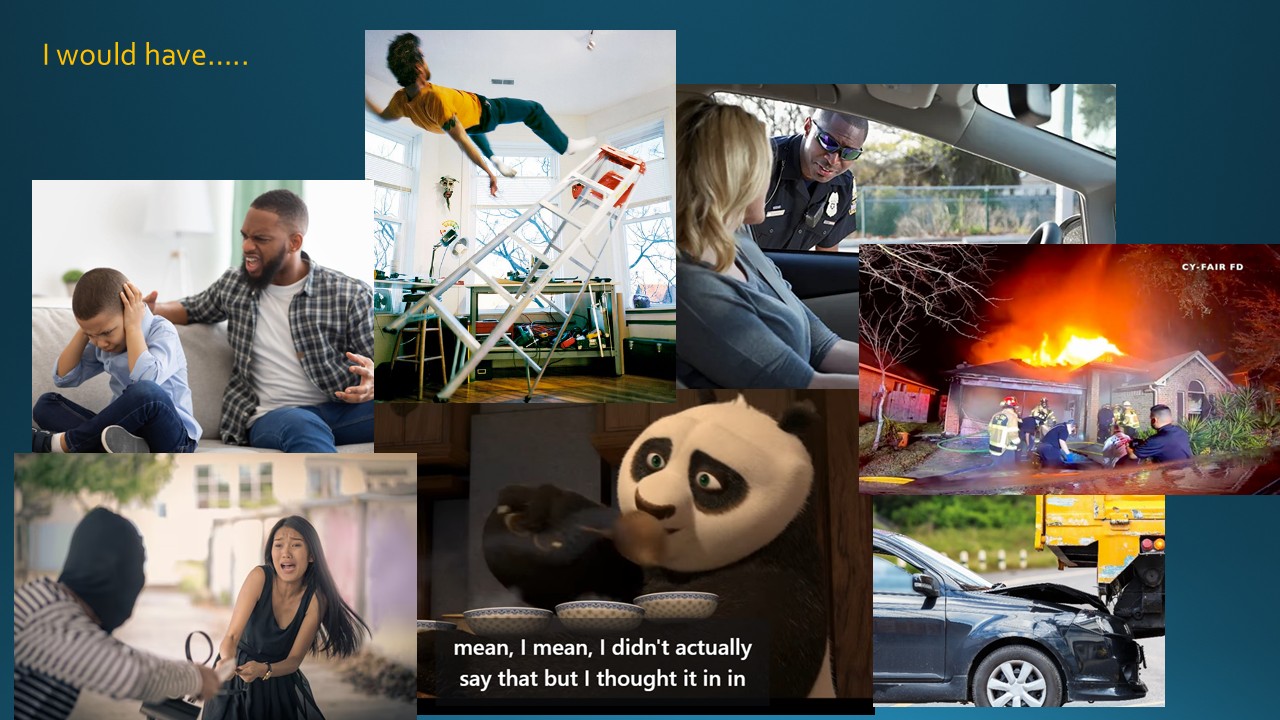 I would have.....
CY-FAIR FD
mean, I mean, I didn't actually
say that but I thought it in in